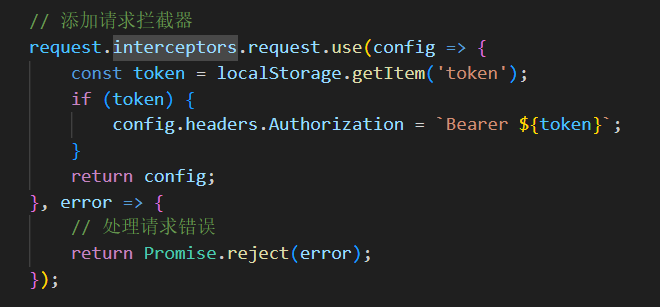 // 添加请求拦截器
request.interceptors.request.use(config => {
    const token = localStorage.getItem('token');
    if (token) {
        config.headers.Authorization = `Bearer ${token}`;
    }
    return config;
}, error => {
    // 处理请求错误
    return Promise.reject(error);
});